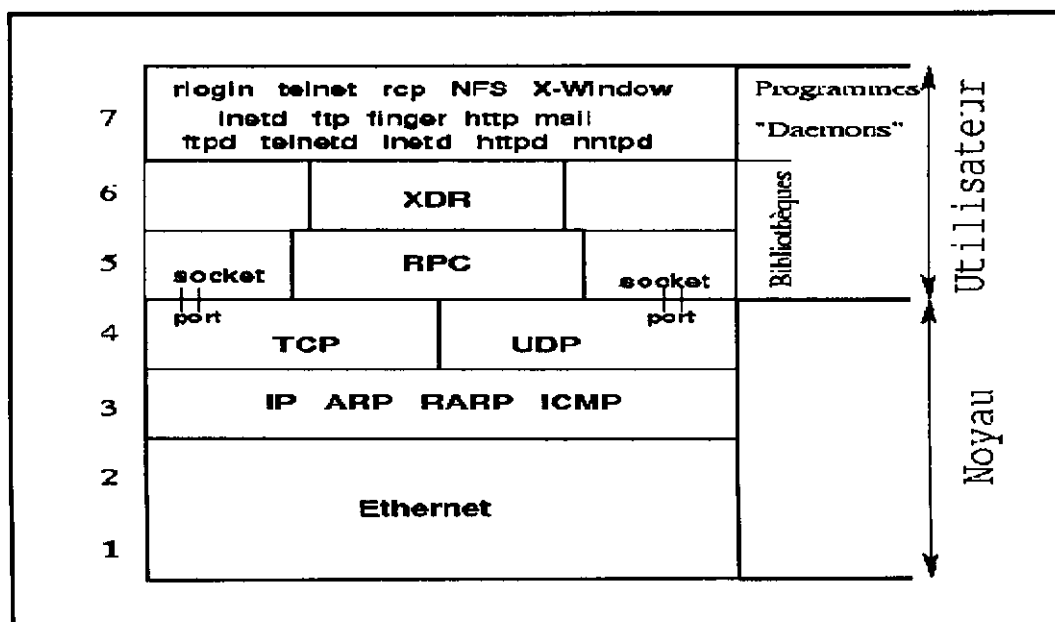 rlogin telnet rcp NFS X-Window
7
inetd ftp finger http mail
ftpd telnetd inetd httpd nntpd
Programmes
"Daemons"
6
XDR
5
RPC
socket
socket
Bibliothèques
Utilisateur
port
port
4
TCP UDP
3
IP ARP RARP ICMP
2
Ethernet
1
Noyau